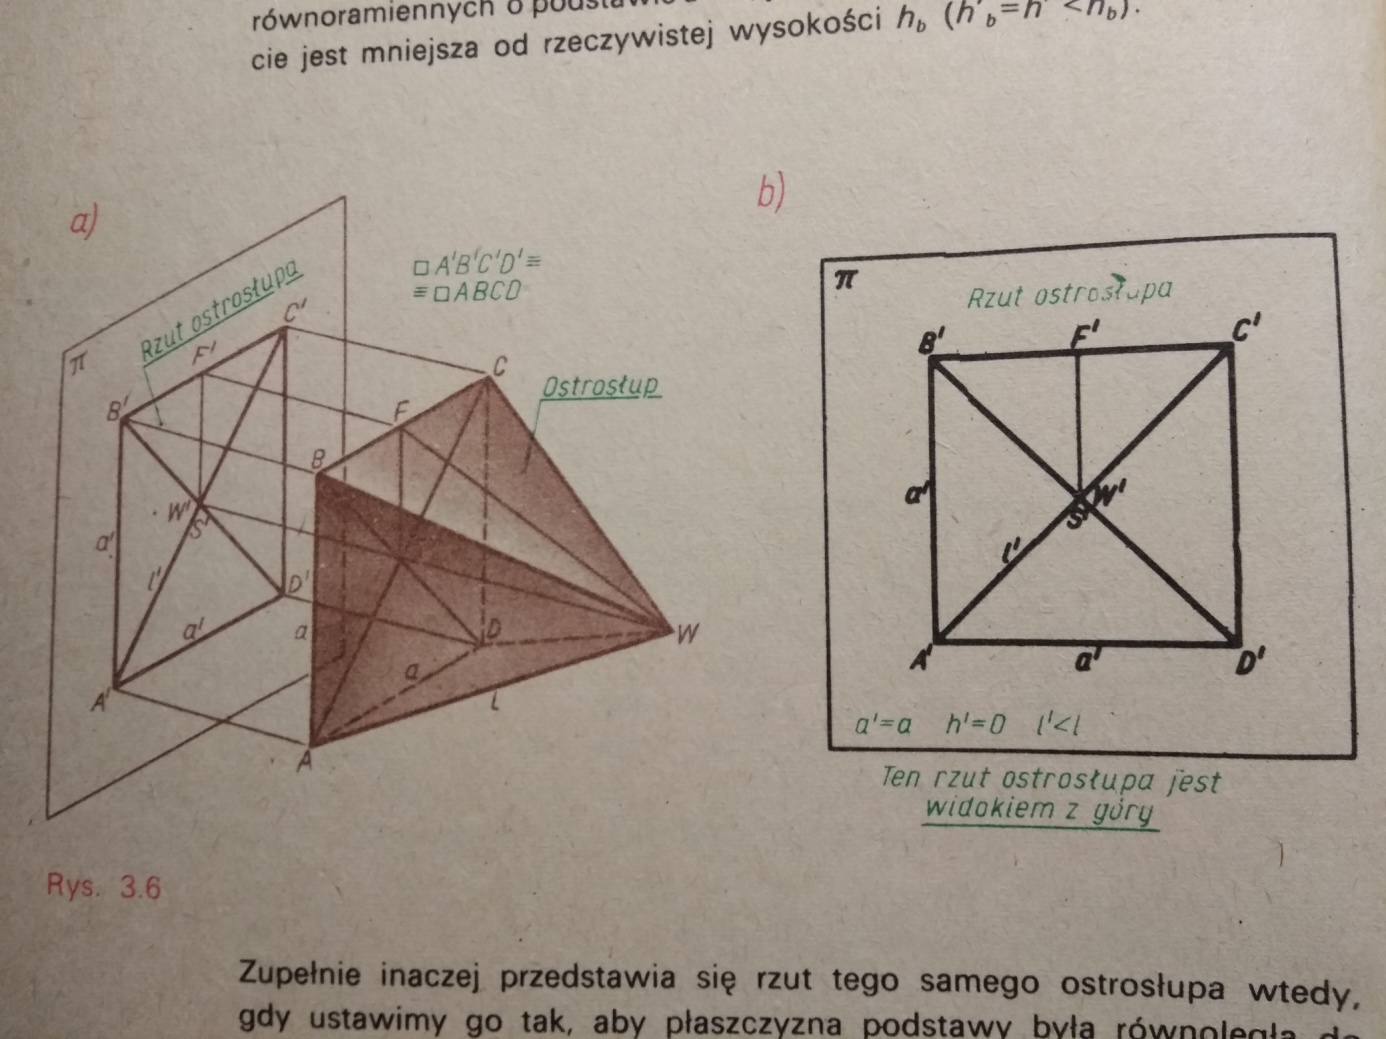 równoramiennych o
cie jest mniejsza od rzeczywistej wysokości h_b (h'_b=h' <h_b).
a)
b)
□A'B'C'D'≡
≡□ABCD
Rzut ostrosłupa
π
C'
F'
B'
W'
S'
a'
l'
D'
a'
A'
C
Ostrosłup
F
B
a
D
W
a
l
A
π
Rzut ostrosłupa
B'
F'
C'
a'
W'
S'
l'
A'
a'
D'
a'=a h'=0 l'<l
Ten rzut ostrosłupa jest
widokiem z góry
Rys. 3.6
Zupełnie inaczej przedstawia się rzut tego samego ostrosłupa wtedy,
gdy ustawimy go tak, aby płaszczyzna podstawy była równoległa do